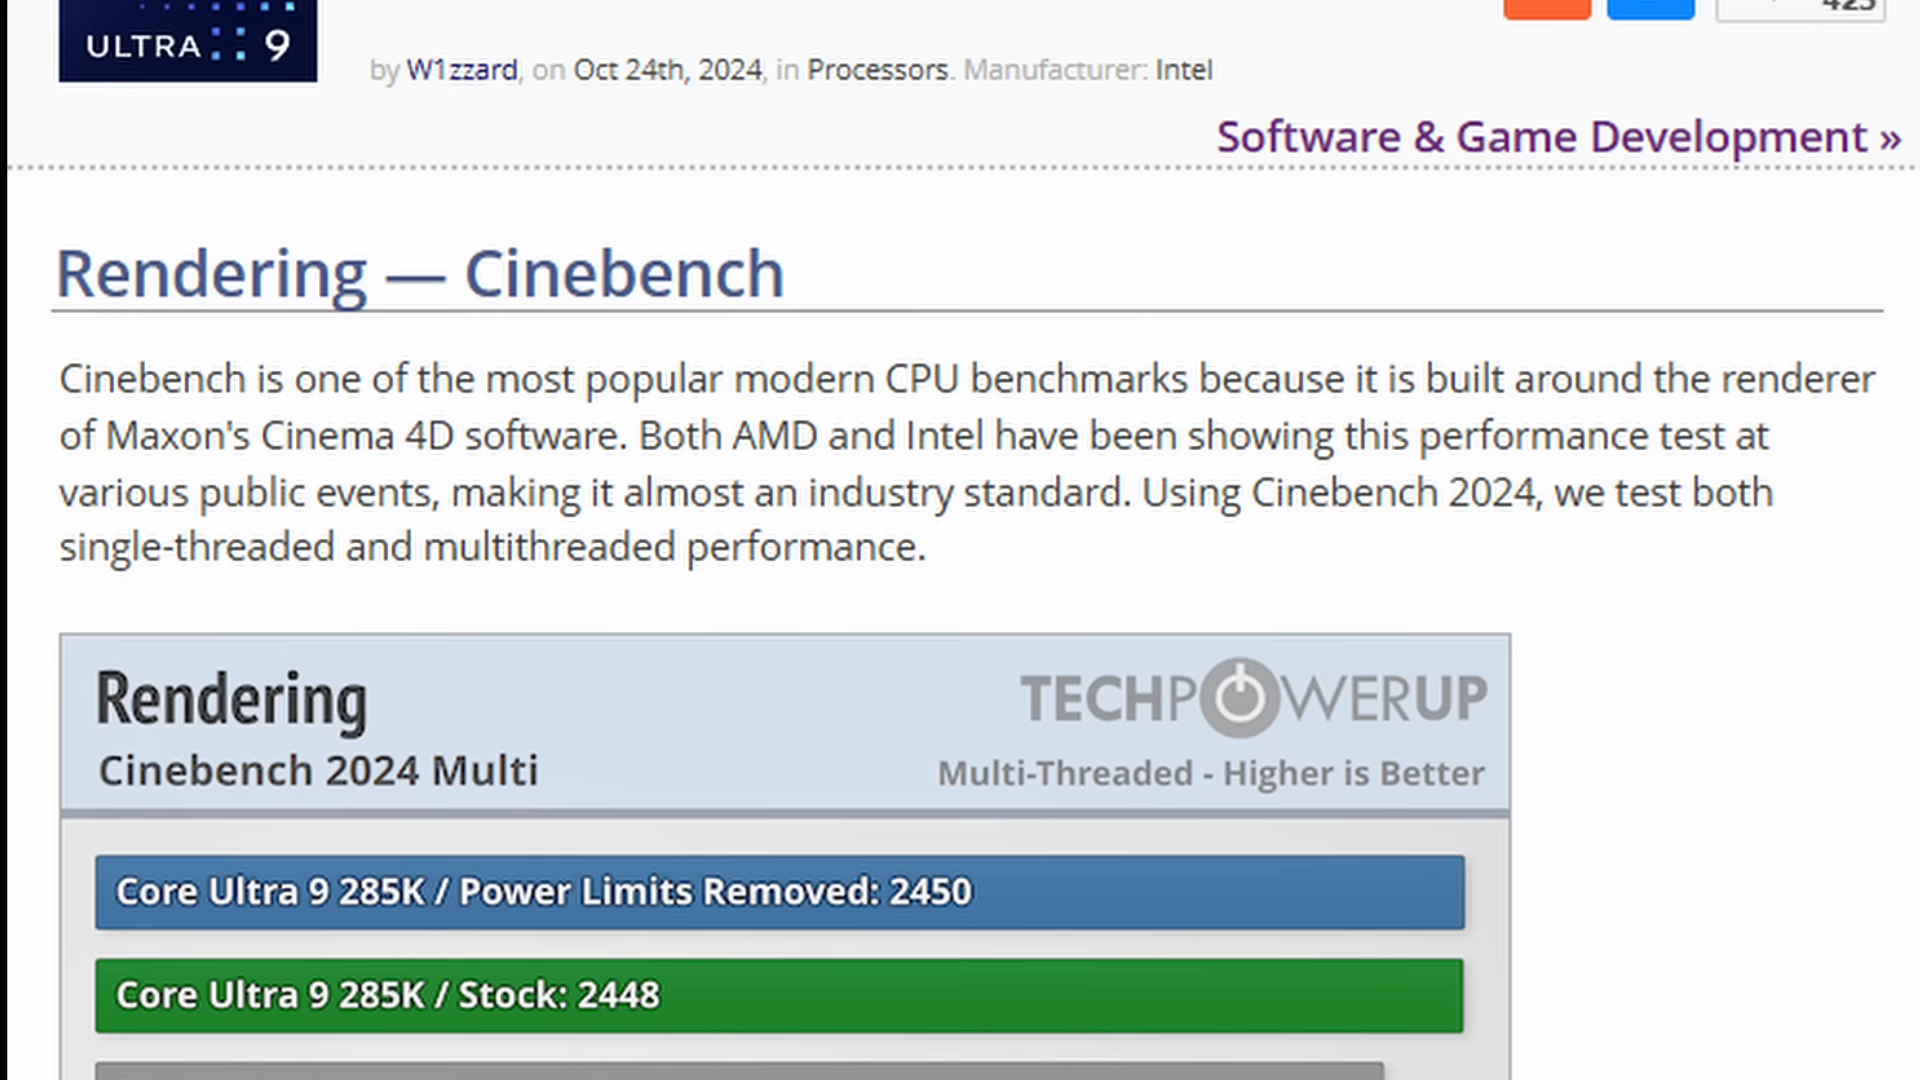 ULTRA 9
425
by W1zzard, on Oct 24th, 2024, in Processors. Manufacturer: Intel
Software & Game Development »
Rendering — Cinebench
Cinebench is one of the most popular modern CPU benchmarks because it is built around the renderer
of Maxon's Cinema 4D software. Both AMD and Intel have been showing this performance test at
various public events, making it almost an industry standard. Using Cinebench 2024, we test both
single-threaded and multithreaded performance.
Rendering
TECHPOWERUP
Cinebench 2024 Multi
Multi-Threaded - Higher is Better
Core Ultra 9 285K / Power Limits Removed: 2450
Core Ultra 9 285K / Stock: 2448